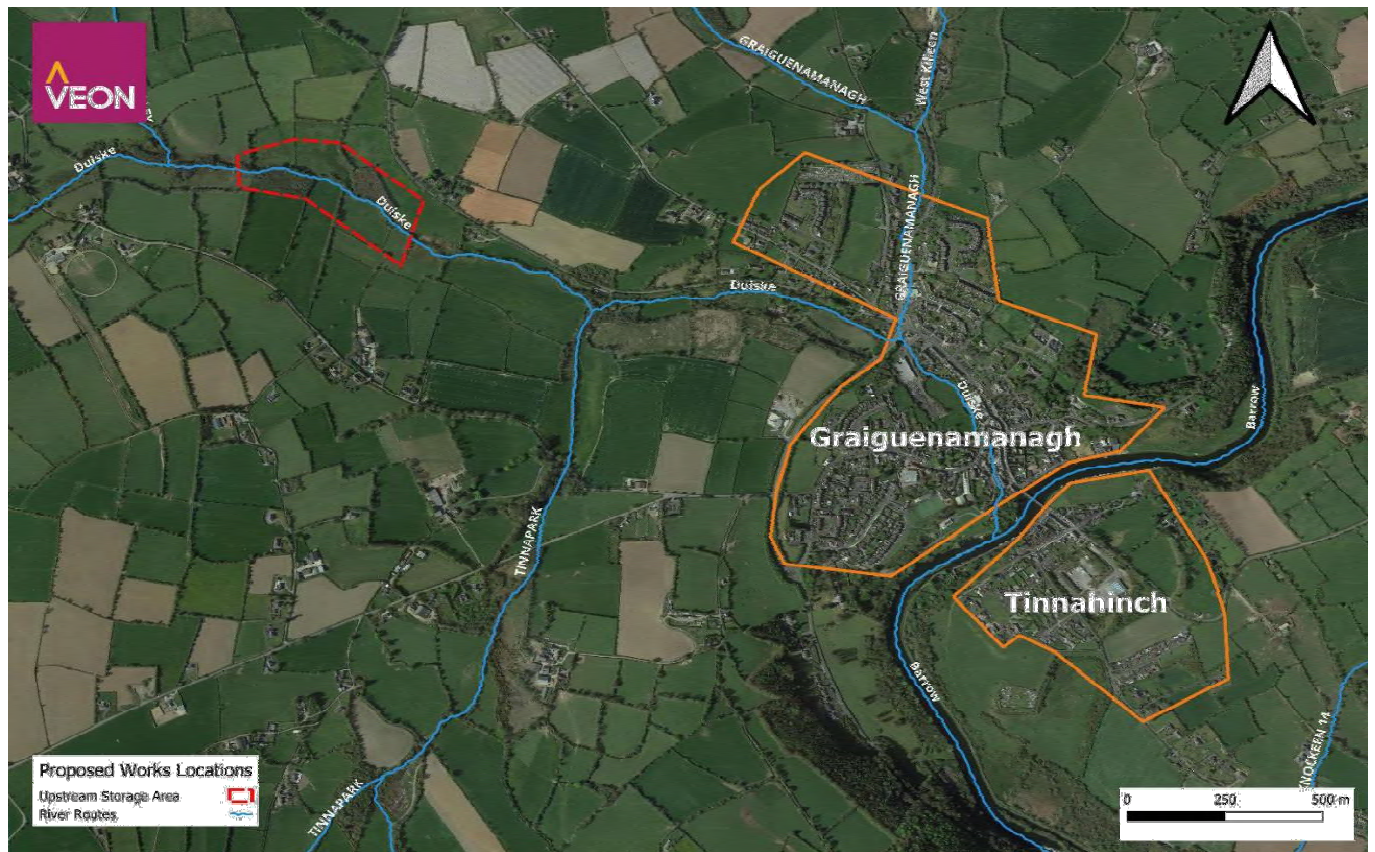 VEON
GRAIGUENAMANAGH
West Kilteen
Duiske
Duiske
GRAIGUENAMANAGH
Duiske
Barrow
Duiske
Graiguenamanagh
TINNAPARK
Tinnahinch
Barrow
TINNAPARK
Proposed Works Locations
Upstream Storage Area
River Routes
0 250 500 m